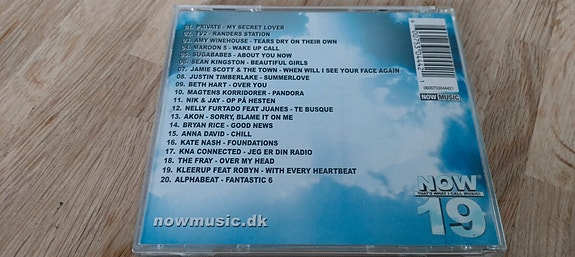 01. PRIVATE - MY SECRET LOVER
02. TV2 - RANDERS STATION
03. AMY WINEHOUSE - TEARS DRY ON THEIR OWN
04. MAROON 5 - WAKE UP CALL
05. SUGABABES - ABOUT YOU NOW
06. SEAN KINGSTON - BEAUTIFUL GIRLS
07. JAMIE SCOTT & THE TOWN - WHEN WILL I SEE YOUR FACE AGAIN
08. JUSTIN TIMBERLAKE - SUMMERLOVE
09. BETH HART - OVER YOU
10. MAGTENS KORRIDORER - PANDORA
11. NIK & JAY - OP PÅ HESTEN
12. NELLY FURTADO FEAT JUANES - TE BUSQUE
13. AKON - SORRY, BLAME IT ON ME
14. BRYAN RICE - GOOD NEWS
15. ANNA DAVID - CHILL
16. KATE NASH - FOUNDATIONS
17. KNA CONNECTED - JEG ER DIN RADIO
18. THE FRAY - OVER MY HEAD
19. KLEERUP FEAT ROBYN - WITH EVERY HEARTBEAT
20. ALPHABEAT - FANTASTIC 6
nowmusic.dk
NOW MUSIC
NOW
THAT'S WHAT I CALL MUSIC!
19